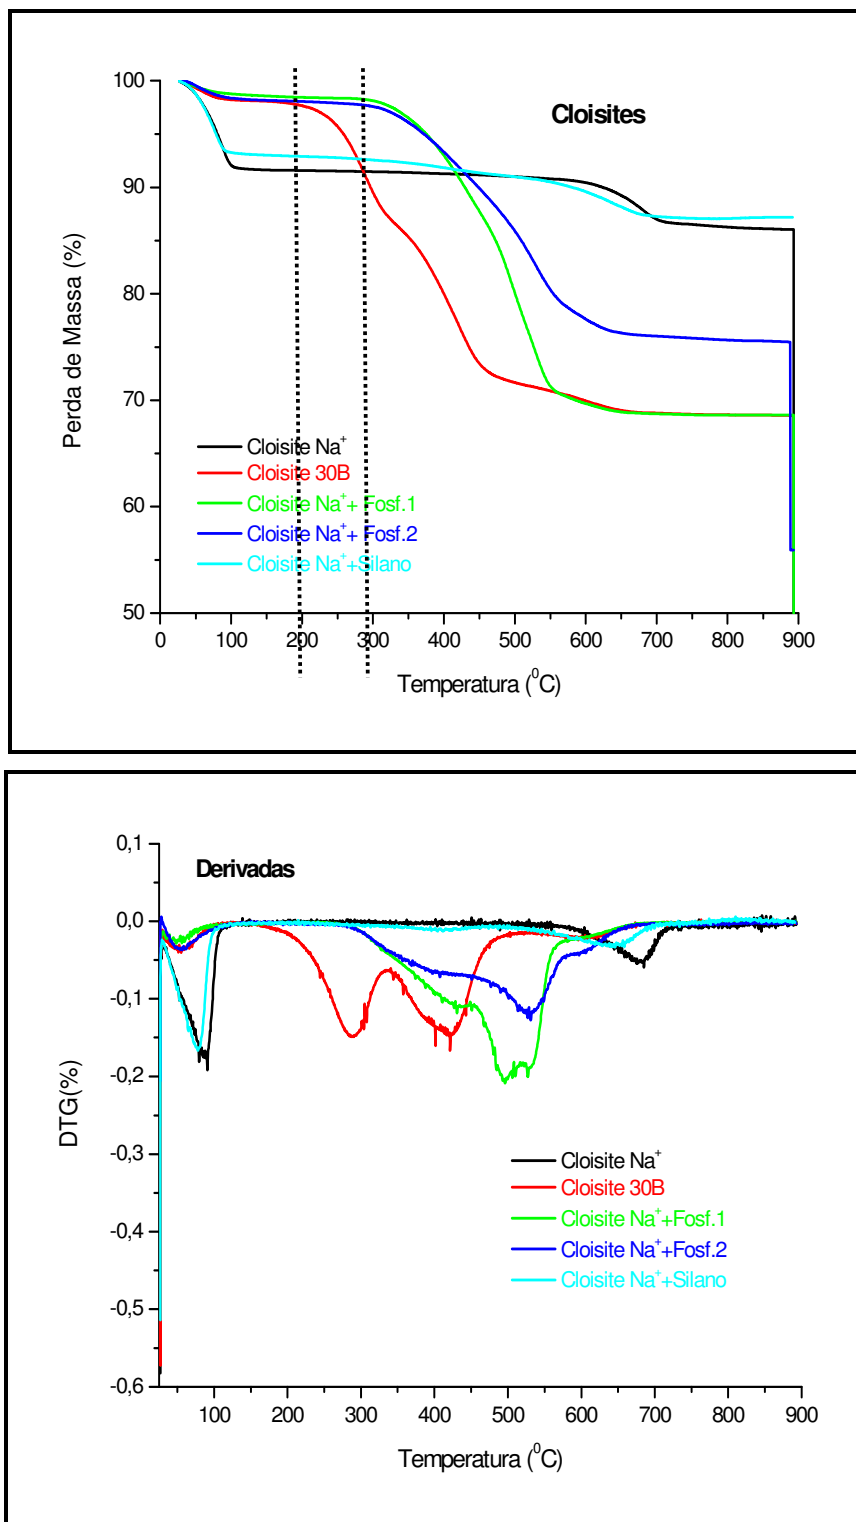 Cloisites
100
90
80
70
60
50
Perda de Massa (%)
Cloisite Na⁺
Cloisite 30B
Cloisite Na⁺+ Fosf.1
Cloisite Na⁺+ Fosf.2
Cloisite Na⁺+Silano
0 100 200 300 400 500 600 700 800 900
Temperatura (⁰C)
Derivadas
0,1
0,0
-0,1
-0,2
-0,3
-0,4
-0,5
-0,6
DTG(%)
Cloisite Na⁺
Cloisite 30B
Cloisite Na⁺+Fosf.1
Cloisite Na⁺+Fosf.2
Cloisite Na⁺+Silano
100 200 300 400 500 600 700 800 900
Temperatura (⁰C)